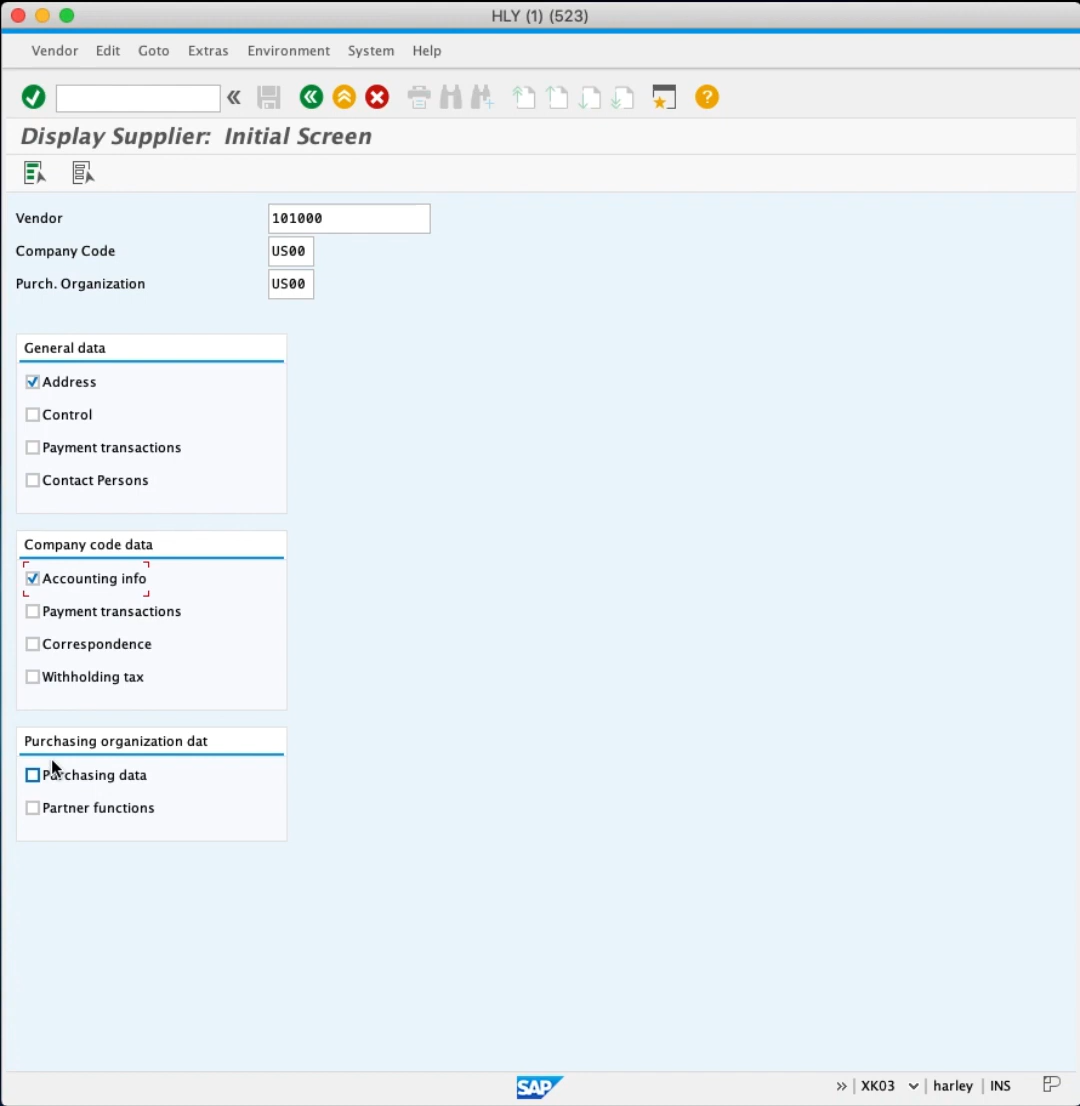 HLY (1) (523)
Vendor Edit Goto Extras Environment System Help
Display Supplier: Initial Screen
Vendor 101000
Company Code US00
Purch. Organization US00
General data
Address
Control
Payment transactions
Contact Persons
Company code data
Accounting info
Payment transactions
Correspondence
Withholding tax
Purchasing organization dat
Purchasing data
Partner functions
SAP XK03 harley INS